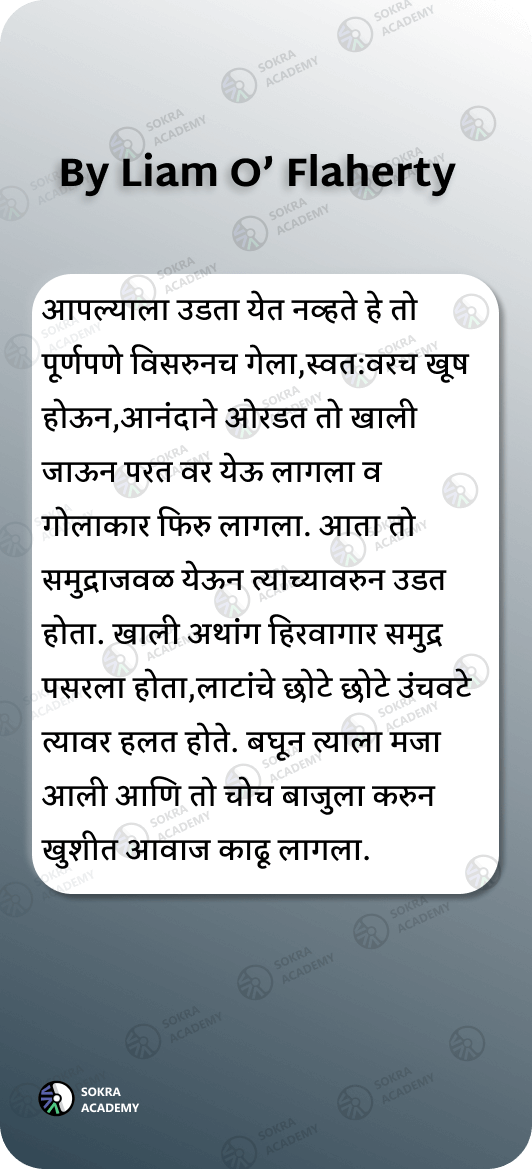 By Liam O’ Flaherty
आपल्याला उडता येत नव्हते हे तो
पूर्णपणे विसरुनच गेला,स्वत:वरच खूष
होऊन,आनंदाने ओरडत तो खाली
जाऊन परत वर येऊ लागला व
गोलाकार फिरु लागला. आता तो
समुद्राजवळ येऊन त्याच्यावरुन उडत
होता. खाली अथांग हिरवागार समुद्र
पसरला होता,लाटांचे छोटे छोटे उंचवटे
त्यावर हलत होते. बघून त्याला मजा
आली आणि तो चोच बाजुला करुन
खुशीत आवाज काढू लागला.
SOKRA
ACADEMY